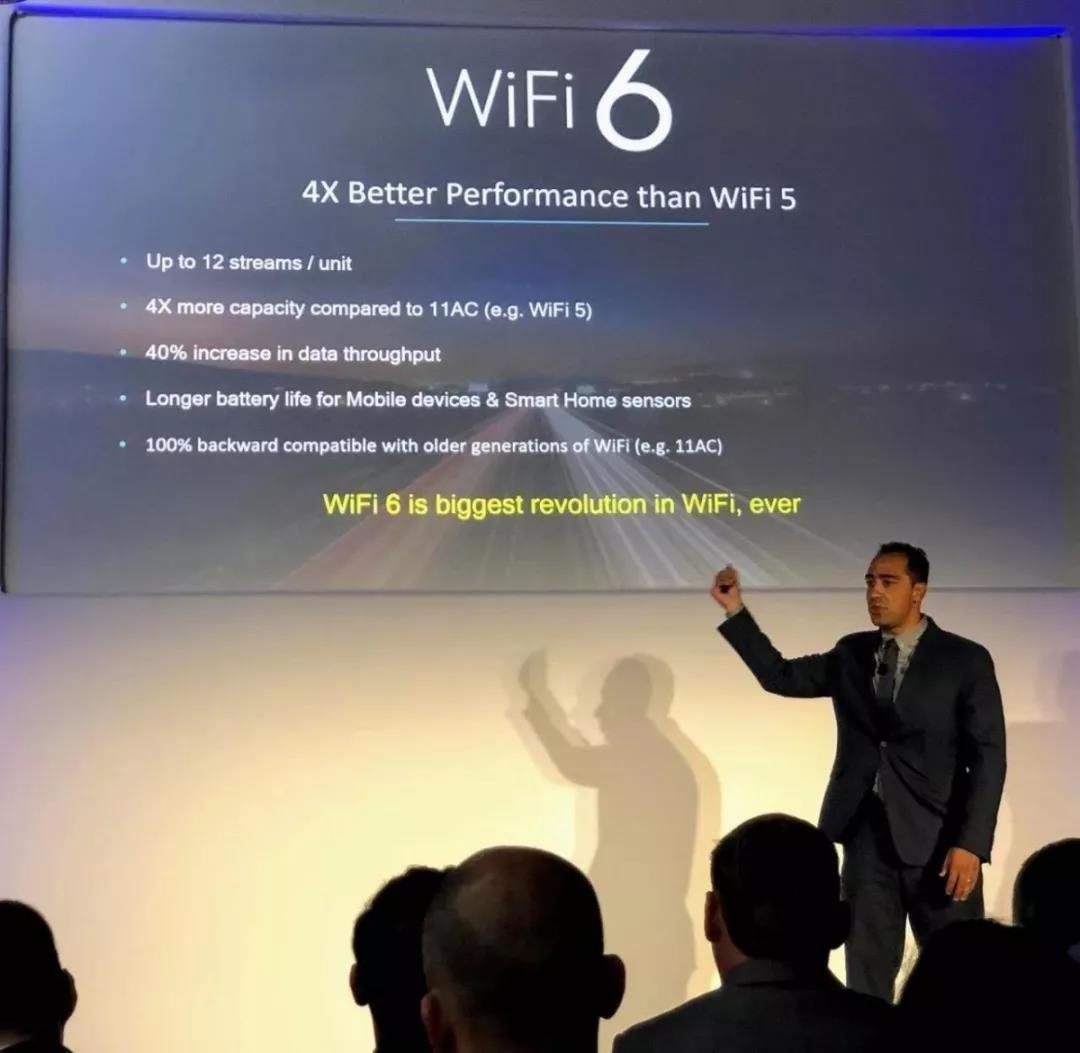 WiFi 6
4X Better Performance than WiFi 5
• Up to 12 streams / unit
• 4X more capacity compared to 11AC (e.g. WiFi 5)
• 40% increase in data throughput
• Longer battery life for Mobile devices & Smart Home sensors
• 100% backward compatible with older generations of WiFi (e.g. 11AC)
WiFi 6 is biggest revolution in WiFi, ever